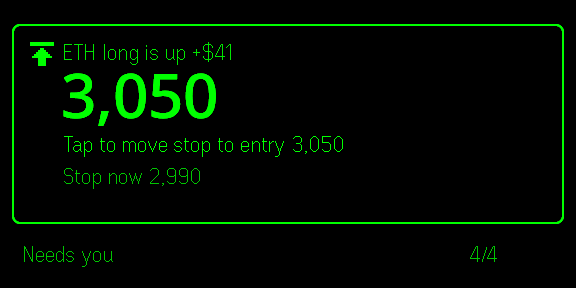 ETH long is up +$41
3,050
Tap to move stop to entry 3,050
Stop now 2,990
Needs you
4/4